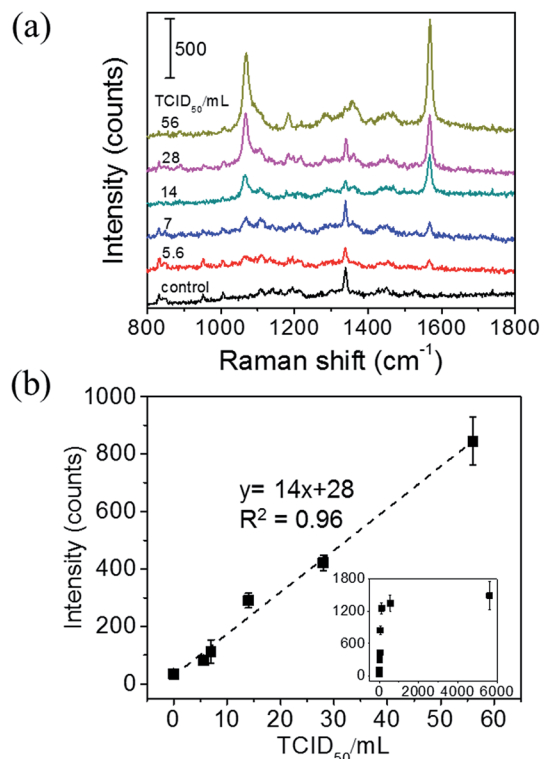 (a)
500
TCID50/mL
56
28
14
7
5.6
control
Intensity (counts)
800 1000 1200 1400 1600 1800
Raman shift (cm-1)
(b)
1000
800
600
400
200
0
Intensity (counts)
y= 14x+28
R2 = 0.96
1800
1200
600
0
0 2000 4000 6000
0 10 20 30 40 50 60
TCID50/mL